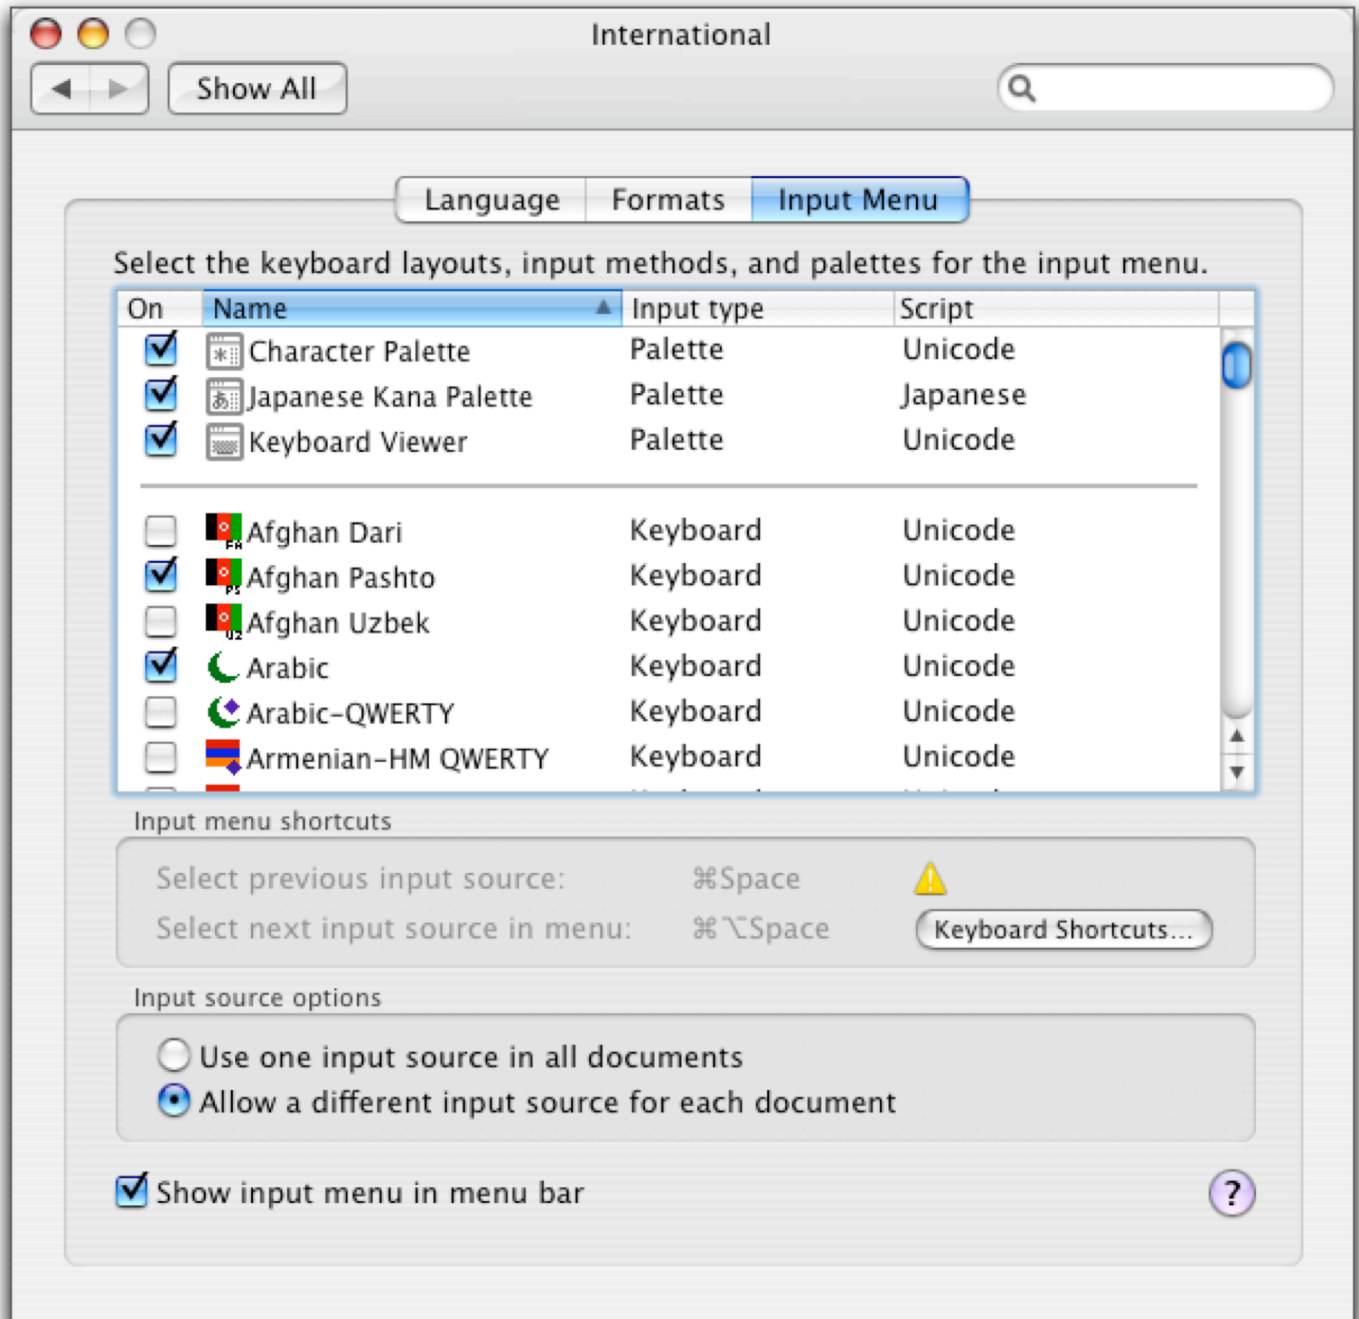 International
Show All
Language Formats Input Menu
Select the keyboard layouts, input methods, and palettes for the input menu.
On Name Input type Script
Character Palette Palette Unicode
Japanese Kana Palette Palette Japanese
Keyboard Viewer Palette Unicode
Afghan Dari Keyboard Unicode
Afghan Pashto Keyboard Unicode
Afghan Uzbek Keyboard Unicode
Arabic Keyboard Unicode
Arabic-QWERTY Keyboard Unicode
Armenian-HM QWERTY Keyboard Unicode
Input menu shortcuts
Select previous input source: ⌘Space
Select next input source in menu: ⌘⌥Space Keyboard Shortcuts...
Input source options
Use one input source in all documents
Allow a different input source for each document
Show input menu in menu bar ?